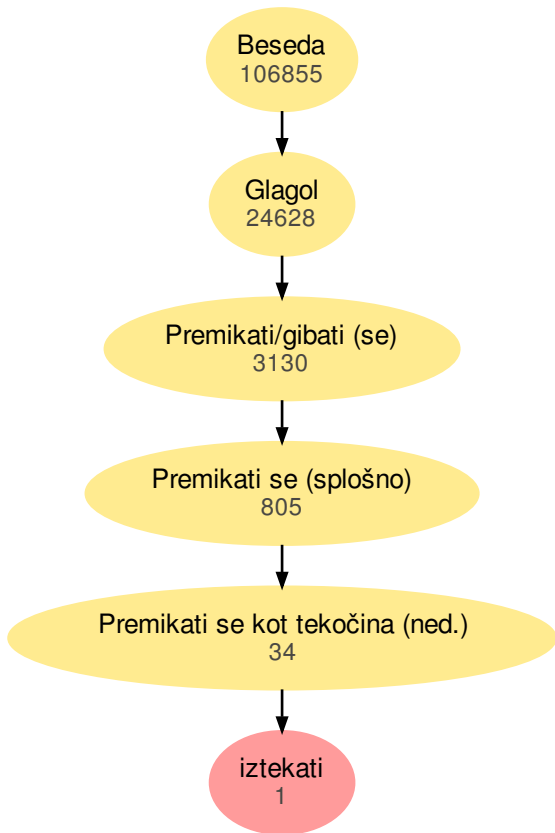 Beseda
106855
Glagol
24628
Premikati/gibati (se)
3130
Premikati se (splošno)
805
Premikati se kot tekočina (ned.)
34
iztekati
1